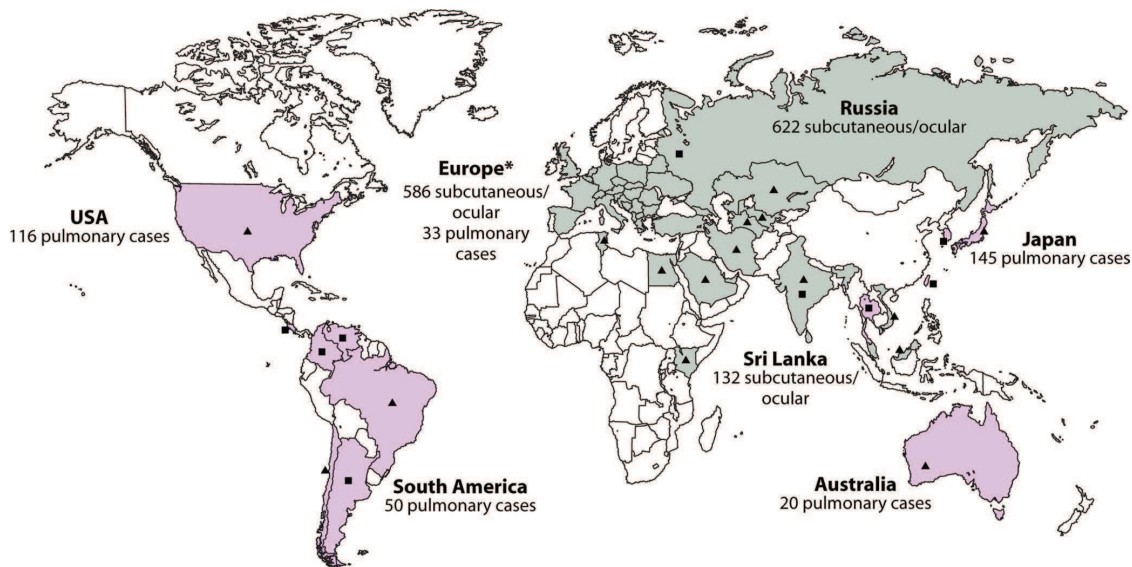 Russia
622 subcutaneous/ocular
Europe*
586 subcutaneous/
ocular
33 pulmonary
cases
USA
116 pulmonary cases
Japan
145 pulmonary cases
Sri Lanka
132 subcutaneous/
ocular
South America
50 pulmonary cases
Australia
20 pulmonary cases